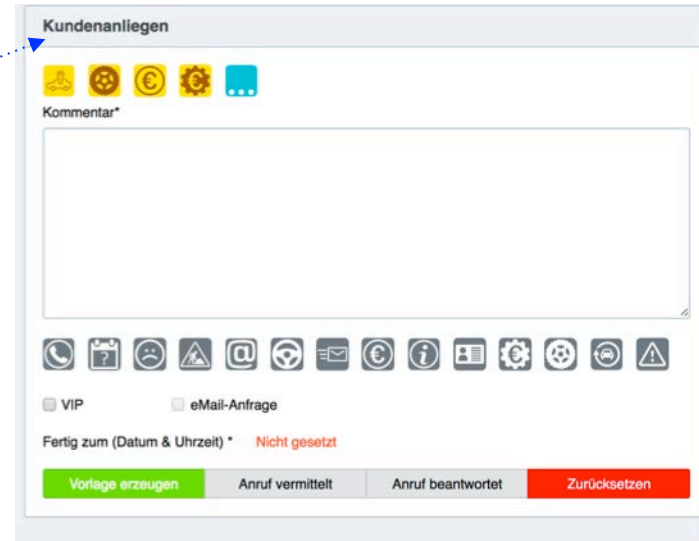 Kundenanliegen
Kommentar*
VIP eMail-Anfrage
Fertig zum (Datum & Uhrzeit) * Nicht gesetzt
Vorlage erzeugen Anruf vermittelt Anruf beantwortet Zurücksetzen